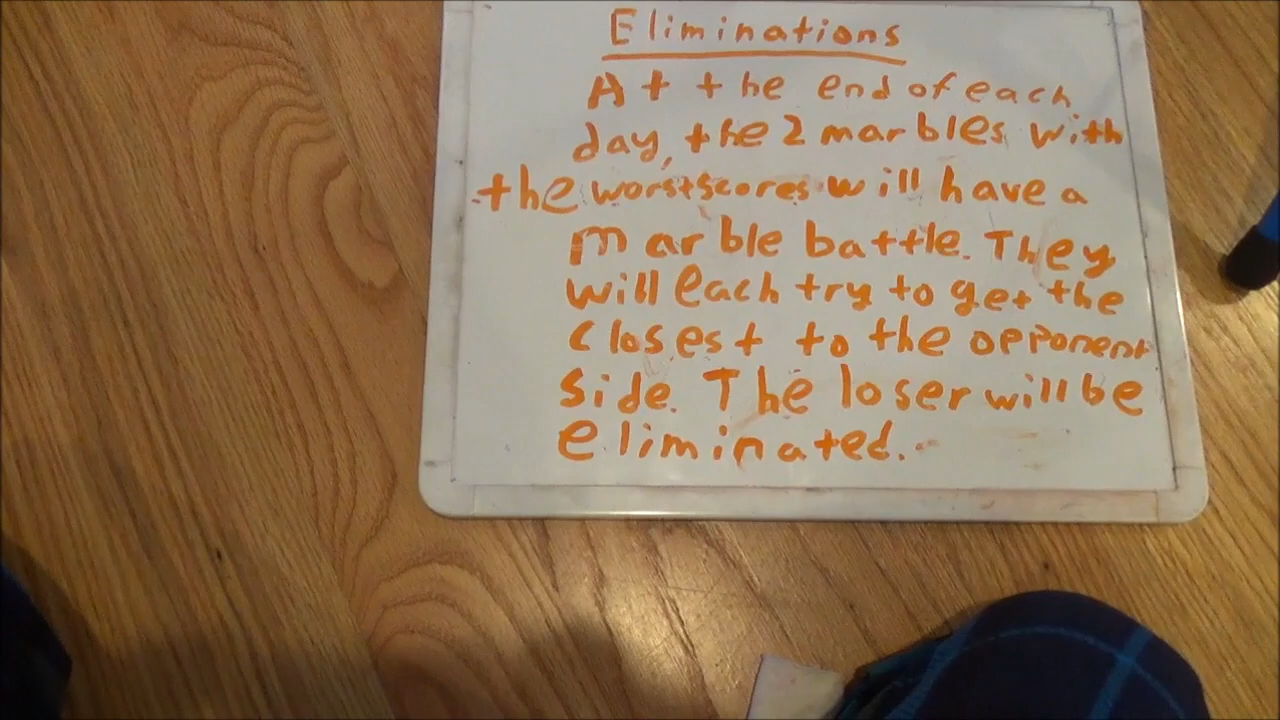 Eliminations
At the end of each
day, the 2 marbles with
the worst scores will have a
marble battle. They
will each try to get the
closest to the opponent
side. The loser will be
eliminated.